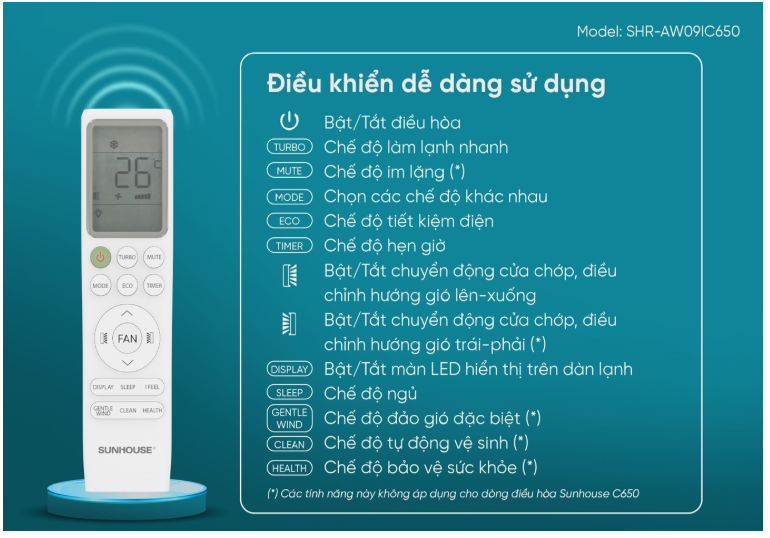 Model: SHR-AW09IC650
Điều khiển dễ dàng sử dụng
Bật/Tắt điều hòa
TURBO Chế độ làm lạnh nhanh
MUTE Chế độ im lặng (*)
MODE Chọn các chế độ khác nhau
ECO Chế độ tiết kiệm điện
TIMER Chế độ hẹn giờ
Bật/Tắt chuyển động cửa chớp, điều
chỉnh hướng gió lên-xuống
Bật/Tắt chuyển động cửa chớp, điều
chỉnh hướng gió trái-phải (*)
DISPLAY Bật/Tắt màn LED hiển thị trên dàn lạnh
SLEEP Chế độ ngủ
GENTLE
WIND Chế độ đảo gió đặc biệt (*)
CLEAN Chế độ tự động vệ sinh (*)
HEALTH Chế độ bảo vệ sức khỏe (*)
(*) Các tính năng này không áp dụng cho dòng điều hòa Sunhouse C650
26°C
TURBO MUTE
MODE ECO TIMER
FAN
DISPLAY SLEEP I FEEL
GENTLE
WIND CLEAN HEALTH
SUNHOUSE®